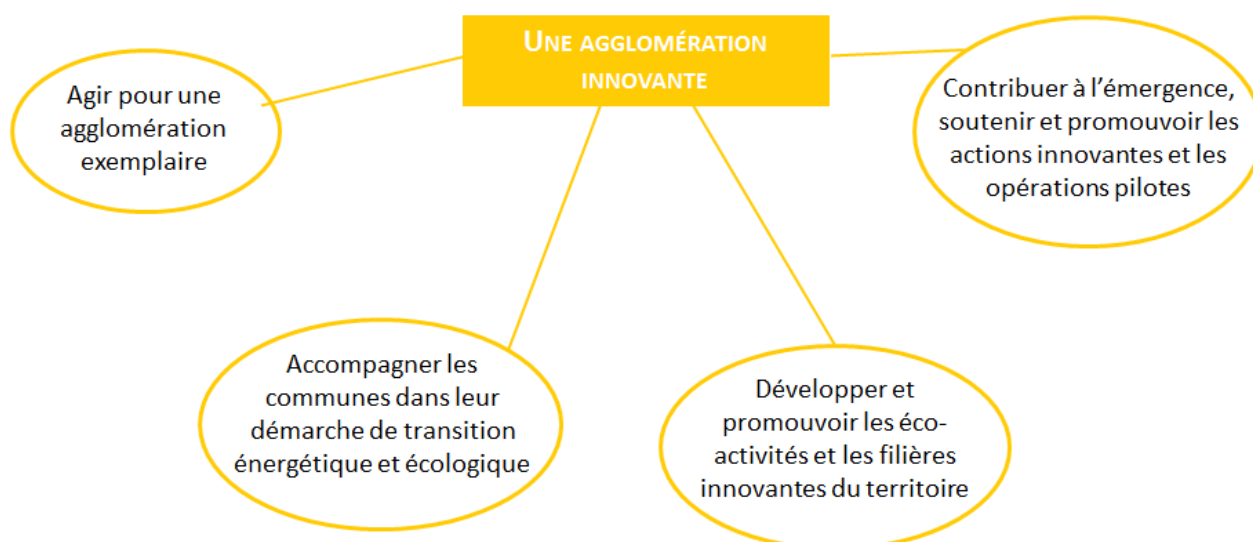 UNE AGGLOMÉRATION
INNOVANTE
Agir pour une
agglomération
exemplaire
Contribuer à l’émergence,
soutenir et promouvoir les
actions innovantes et les
opérations pilotes
Accompagner les
communes dans leur
démarche de transition
énergétique et écologique
Développer et
promouvoir les éco-
activités et les filières
innovantes du territoire